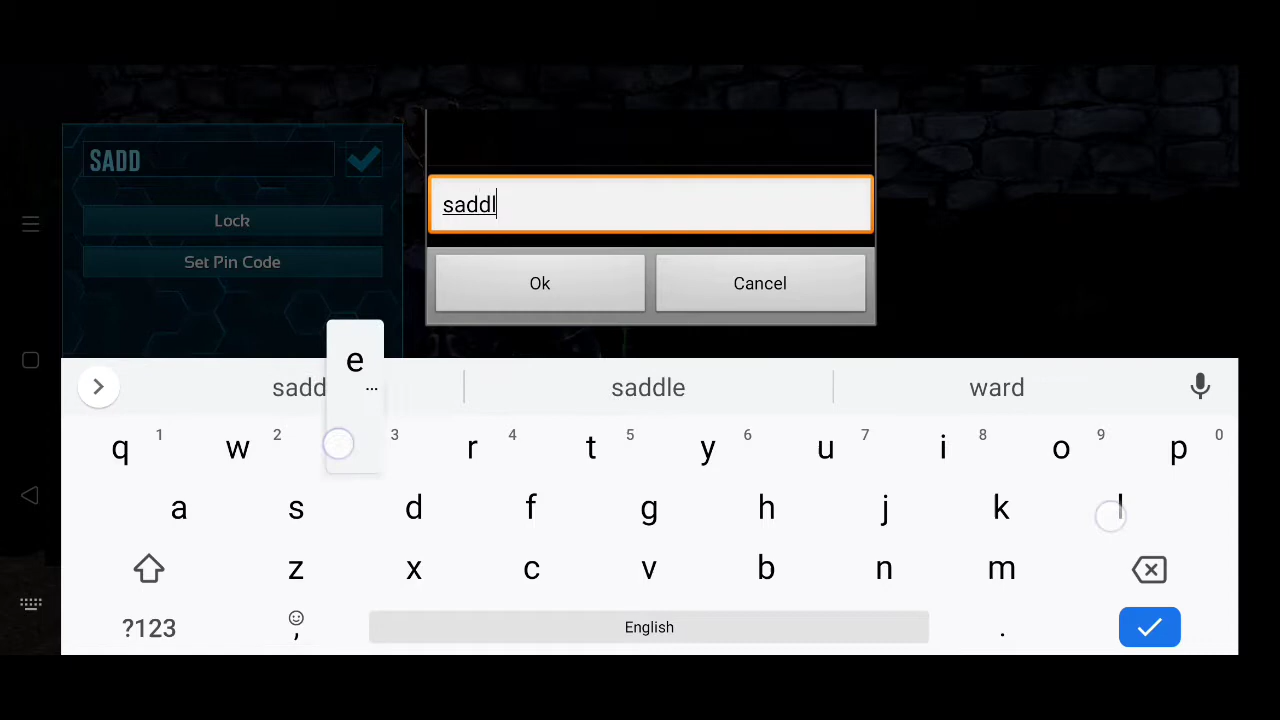 SADD
saddl
Lock
Set Pin Code
Ok
Cancel
e
...
sadd
saddle
ward
q 1 w 2 3 r 4 t 5 y 6 u 7 i 8 o 9 p 0
a s d f g h j k l
z x c v b n m
?123 , English .